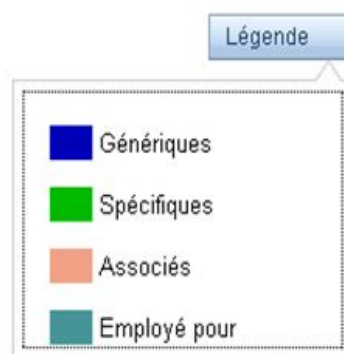 Légende
Génériques
Spécifiques
Associés
Employé pour